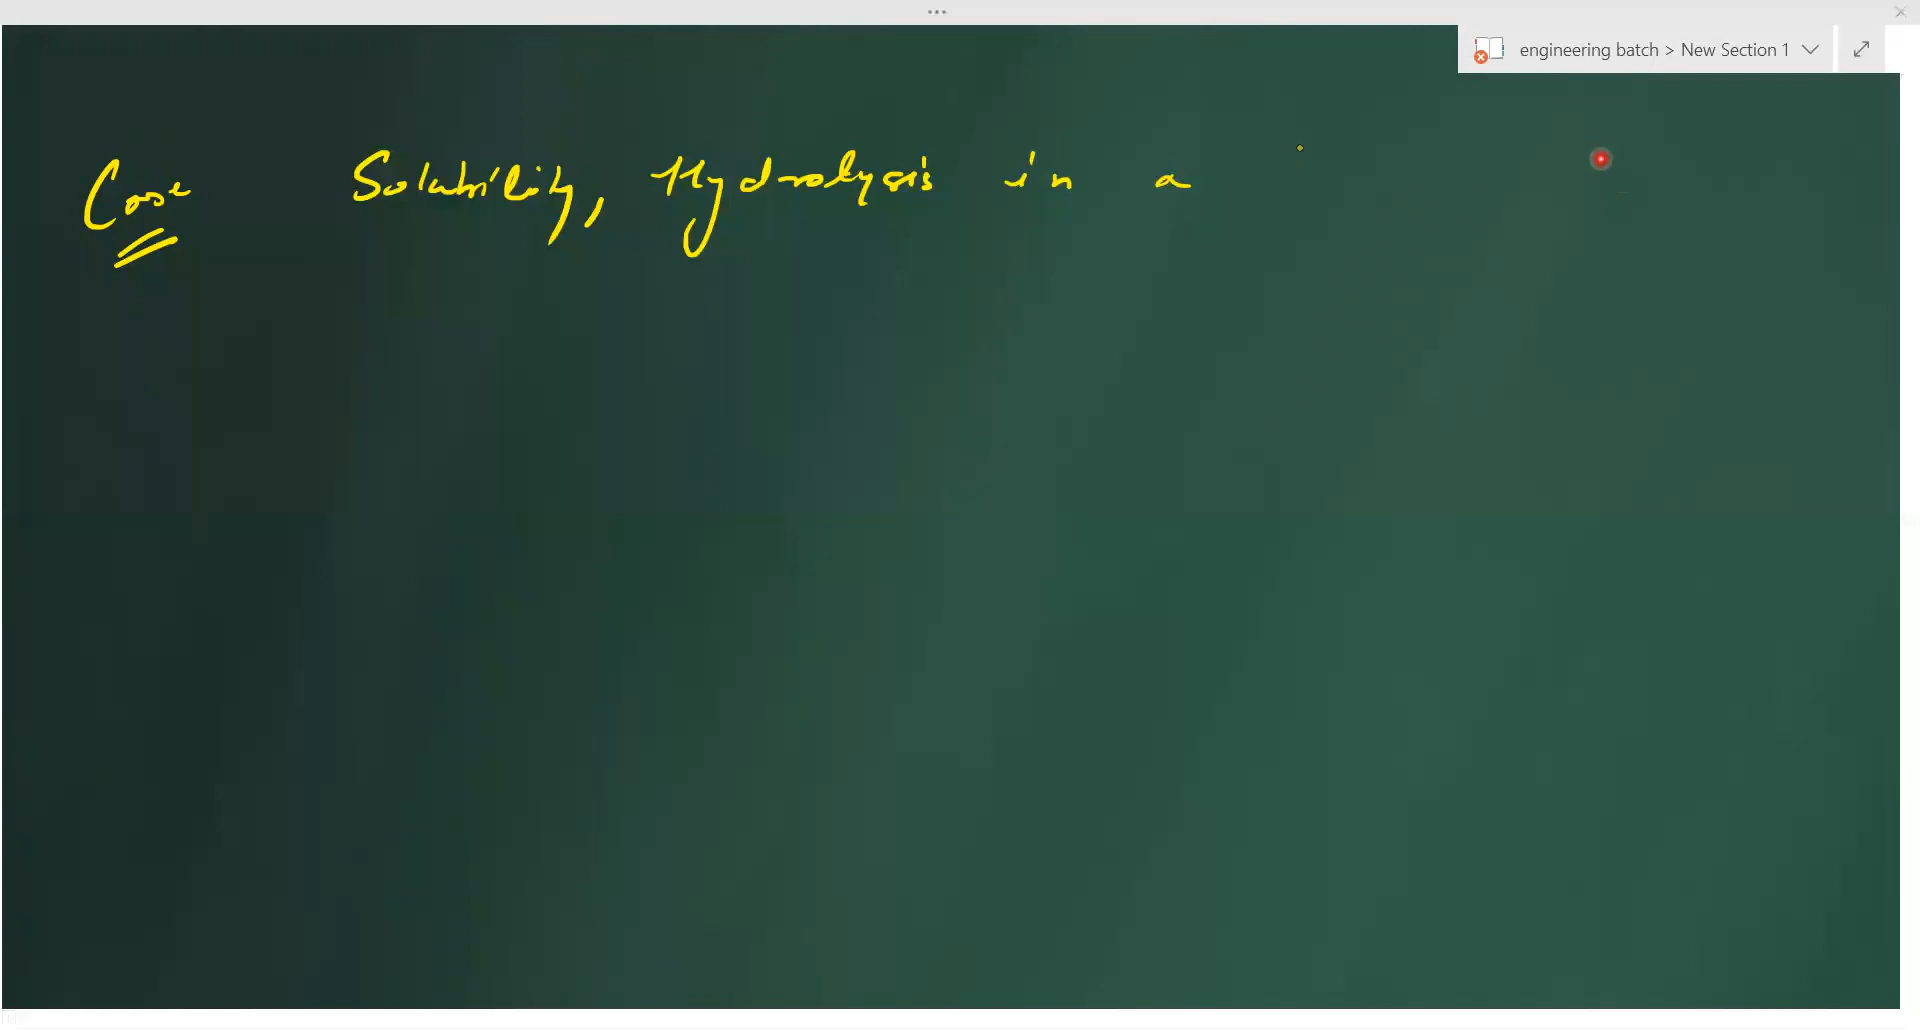 engineering batch > New Section 1
Case Solubility, Hydrolysis in a